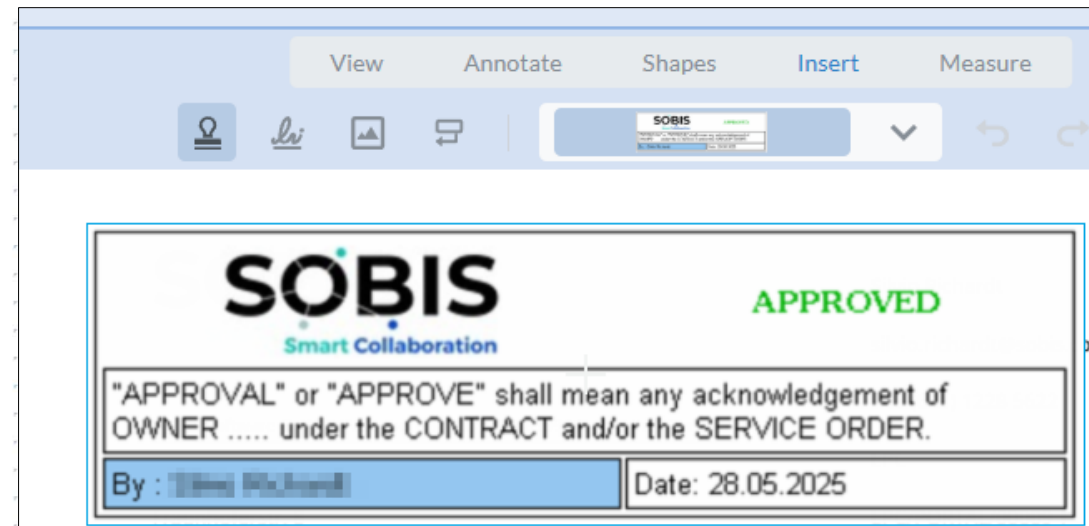 View Annotate Shapes Insert Measure
SOBIS
APPROVED
Smart Collaboration
"APPROVAL" or "APPROVE" shall mean any acknowledgement of
OWNER ..... under the CONTRACT and/or the SERVICE ORDER.
By :
Date: 28.05.2025